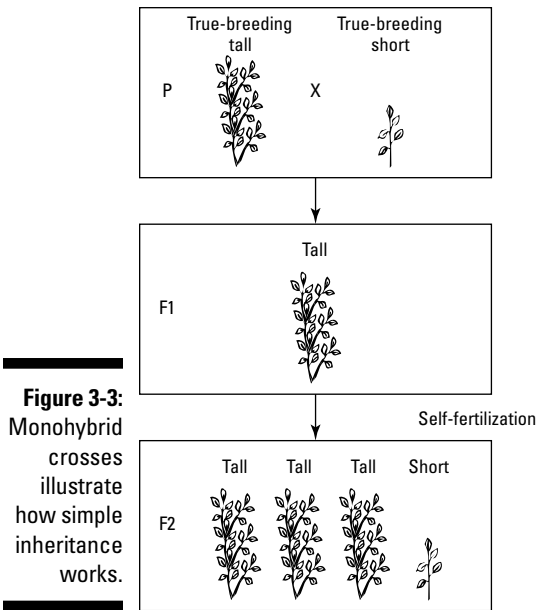 True-breeding
tall
True-breeding
short
P
X
Tall
F1
Self-fertilization
Tall Tall Tall Short
F2
Figure 3-3:
Monohybrid
crosses
illustrate
how simple
inheritance
works.